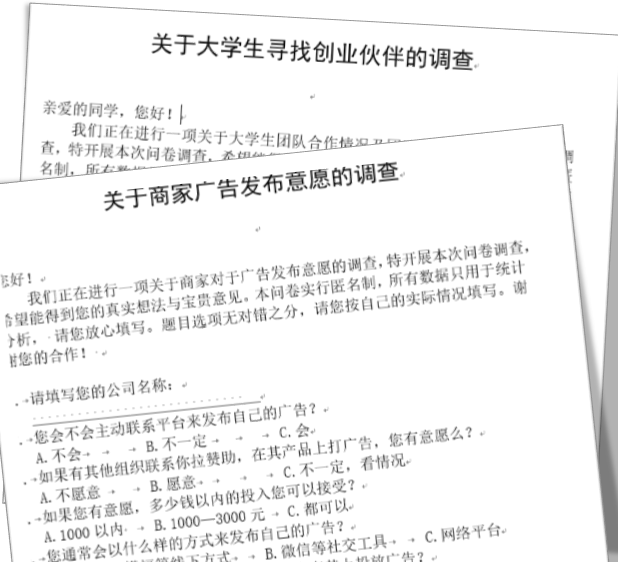 关于大学生寻找创业伙伴的调查
亲爱的同学，您好！
我们正在进行一项关于大学生团队合作情况及
查，特开展本次问卷调查，希望
名制，所有数
关于商家广告发布意愿的调查
您好！
我们正在进行一项关于商家对于广告发布意愿的调查，特开展本次问卷调查，
希望能得到您的真实想法与宝贵意见。本问卷实行匿名制，所有数据只用于统计
分析，请您放心填写。题目选项无对错之分，请您按自己的实际情况填写。谢
谢您的合作！
请填写您的公司名称：
您会不会主动联系平台来发布自己的广告？
A.不会 B.不一定 C.会
如果有其他组织联系你拉赞助，在其产品上打广告，您有意愿么？
A.不愿意 B.愿意 C.不一定，看情况
如果您有意愿，多少钱以内的投入您可以接受？
A.1000 以内 B.1000—3000 元 C.都可以
您通常会以什么样的方式来发布自己的广告？
线下方式 B.微信等社交工具 C.网络平台
上投放广告？